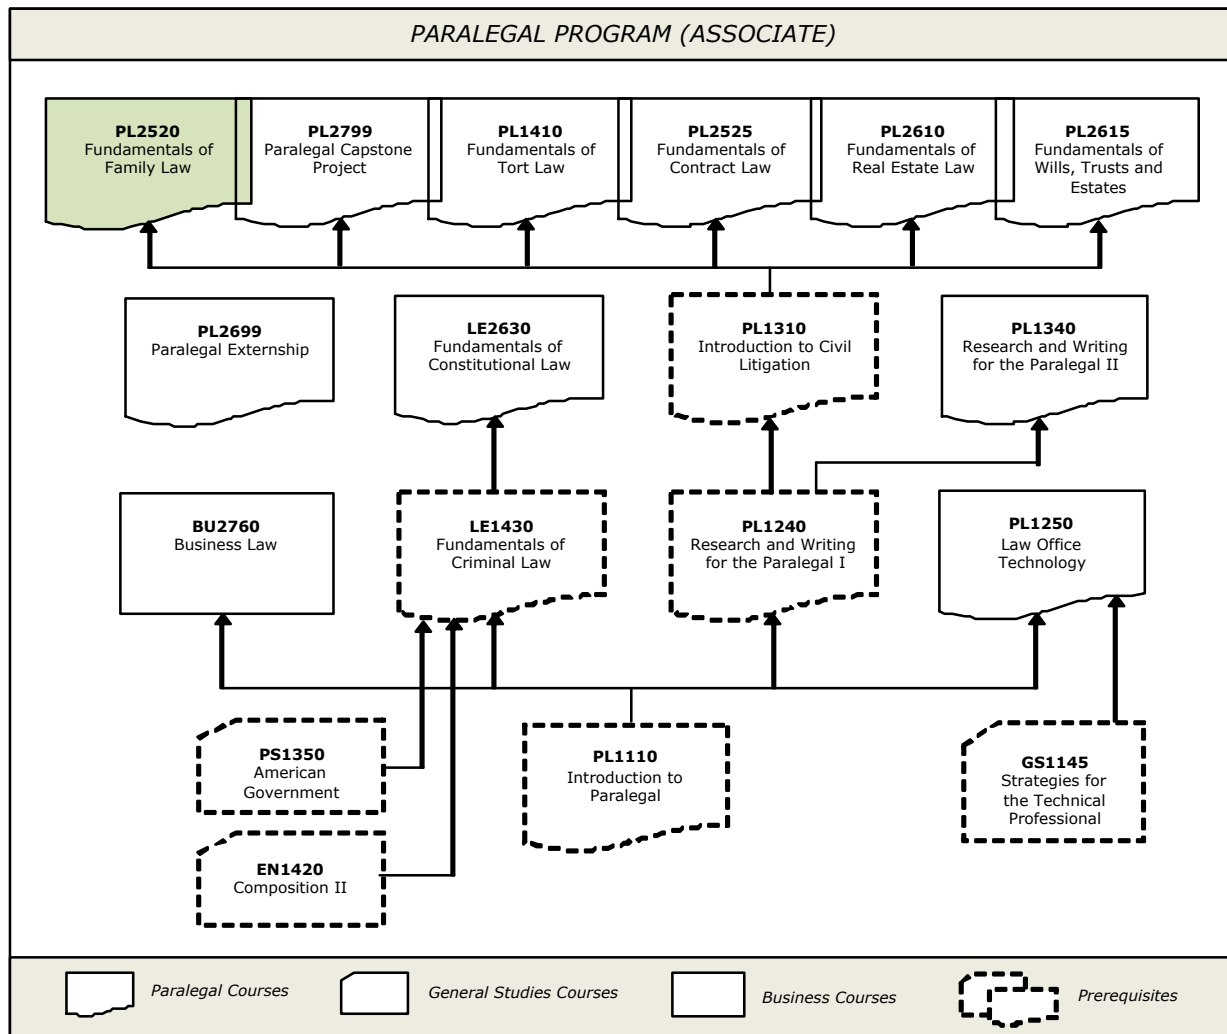 PARALEGAL PROGRAM (ASSOCIATE)
PL2520
Fundamentals of
Family Law
PL2799
Paralegal Capstone
Project
PL1410
Fundamentals of
Tort Law
PL2525
Fundamentals of
Contract Law
PL2610
Fundamentals of
Real Estate Law
PL2615
Fundamentals of
Wills, Trusts and
Estates
PL2699
Paralegal Externship
LE2630
Fundamentals of
Constitutional Law
PL1310
Introduction to Civil
Litigation
PL1340
Research and Writing
for the Paralegal II
BU2760
Business Law
LE1430
Fundamentals of
Criminal Law
PL1240
Research and Writing
for the Paralegal I
PL1250
Law Office
Technology
PS1350
American
Government
PL1110
Introduction to
Paralegal
GS1145
Strategies for
the Technical
Professional
EN1420
Composition II
Paralegal Courses
General Studies Courses
Business Courses
Prerequisites